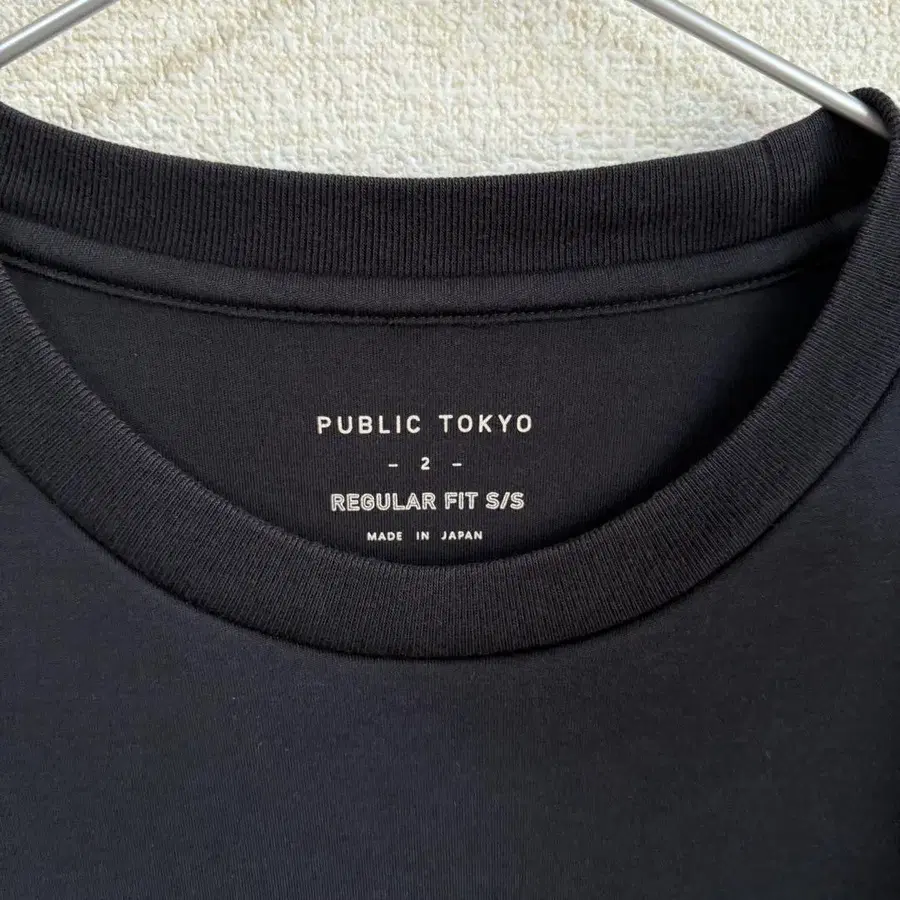 PUBLIC TOKYO
– 2 –
REGULAR FIT S/S
MADE IN JAPAN